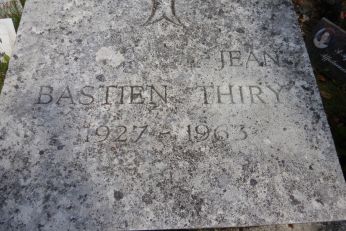 JEAN
BASTIEN THIRY
1927 - 1963